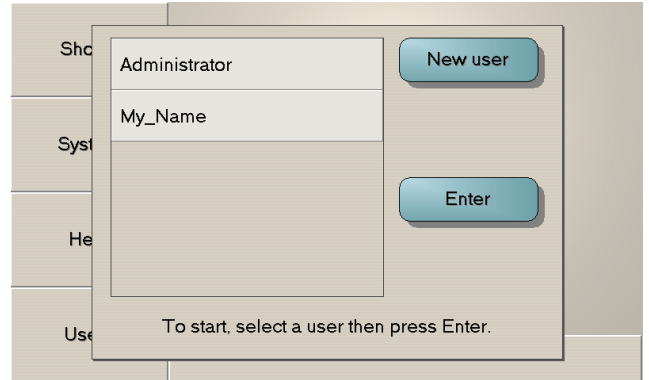 Administrator
New user
My_Name
Enter
To start, select a user then press Enter.